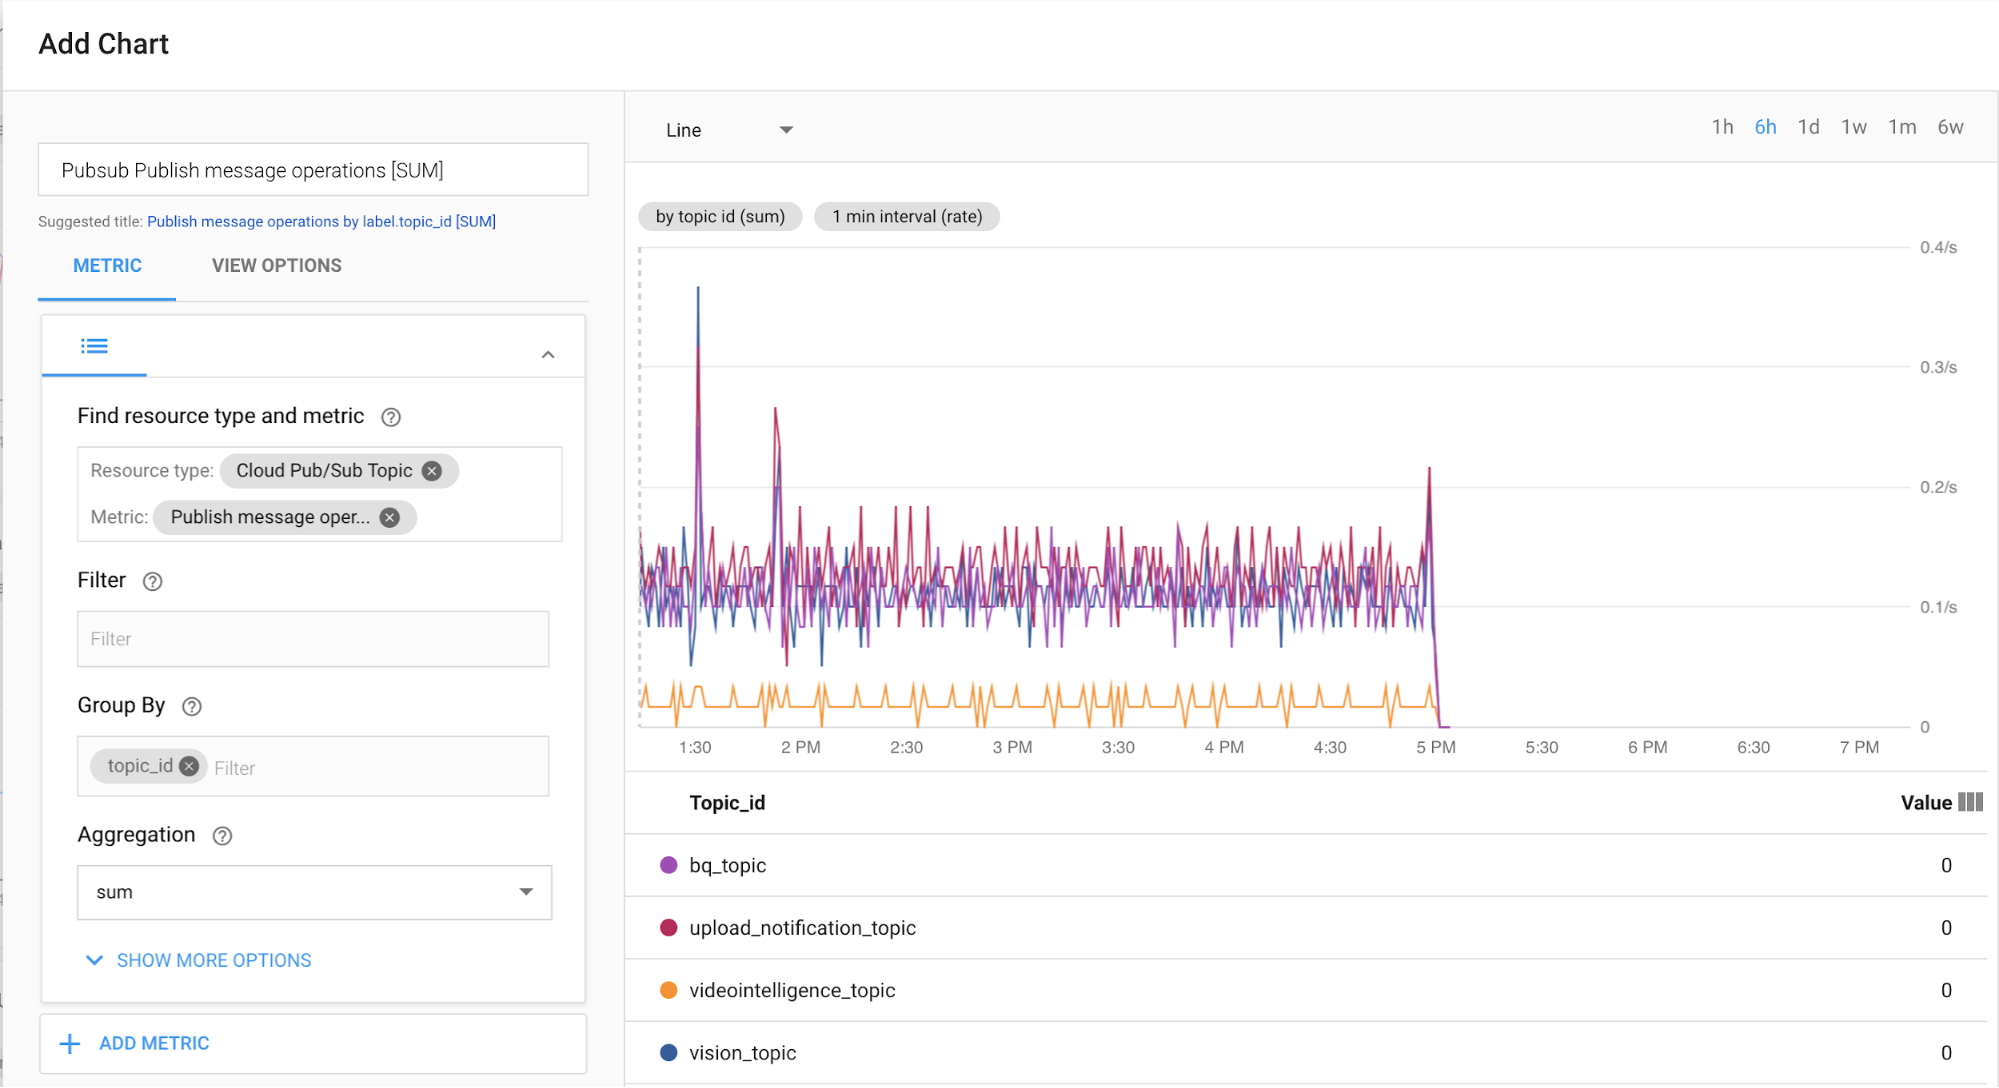 Add Chart
Pubsub Publish message operations [SUM]
Suggested title: Publish message operations by label.topic_id [SUM]
METRIC VIEW OPTIONS
Find resource type and metric ?
Resource type: Cloud Pub/Sub Topic
Metric: Publish message oper...
Filter ?
Filter
Group By ?
topic_id Filter
Aggregation ?
sum
SHOW MORE OPTIONS
ADD METRIC
Line
1h 6h 1d 1w 1m 6w
by topic id (sum) 1 min interval (rate)
0.4/s
0.3/s
0.2/s
0.1/s
0
1:30 2 PM 2:30 3 PM 3:30 4 PM 4:30 5 PM 5:30 6 PM 6:30 7 PM
Topic_id Value
bq_topic 0
upload_notification_topic 0
videointelligence_topic 0
vision_topic 0